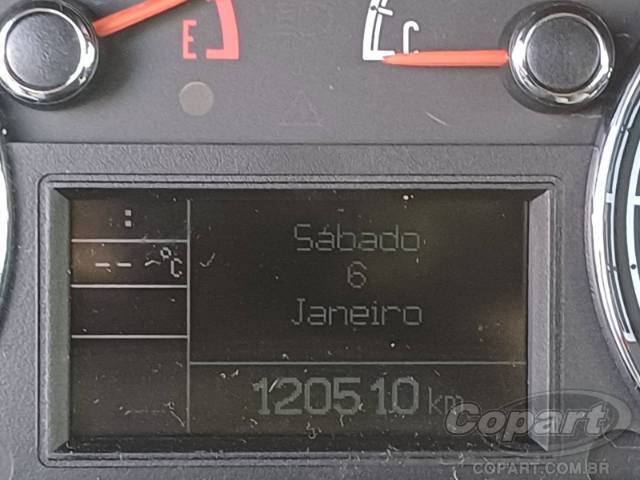 E
C
:
-- ~°C
Sábado
6
Janeiro
120510 km
Copart
COPART.COM.BR